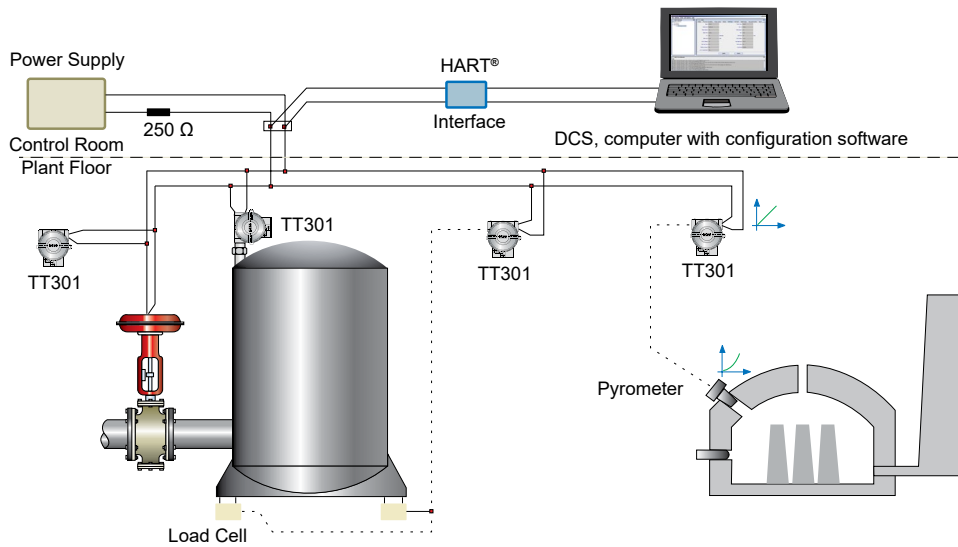 Power Supply
HART®
250 Ω
Interface
Control Room
DCS, computer with configuration software
Plant Floor
TT301
TT301
TT301
TT301
Pyrometer
Load Cell